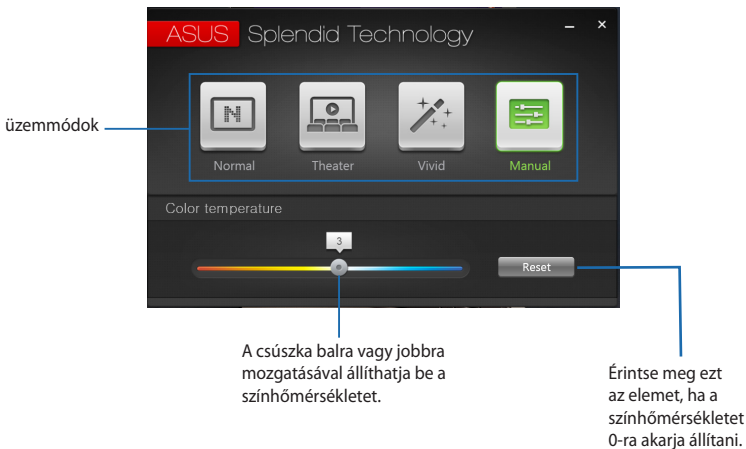 ASUS Splendid Technology
üzemmódok
N
Normal
Theater
Vivid
Manual
Color temperature
3
Reset
A csúszka balra vagy jobbra
mozgatásával állíthatja be a
színhőmérsékletet.
Érintse meg ezt
az elemet, ha a
színhőmérsékletet
0-ra akarja állítani.